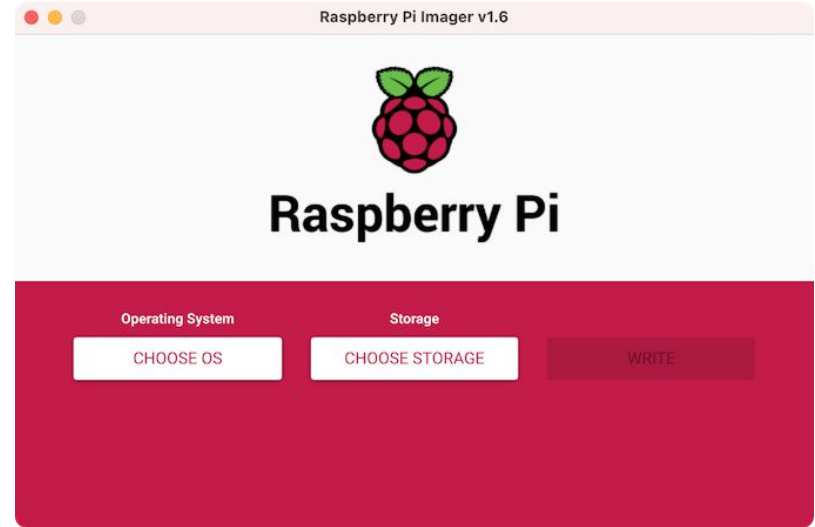 Raspberry Pi Imager v1.6
Raspberry Pi
Operating System
Storage
CHOOSE OS
CHOOSE STORAGE
WRITE